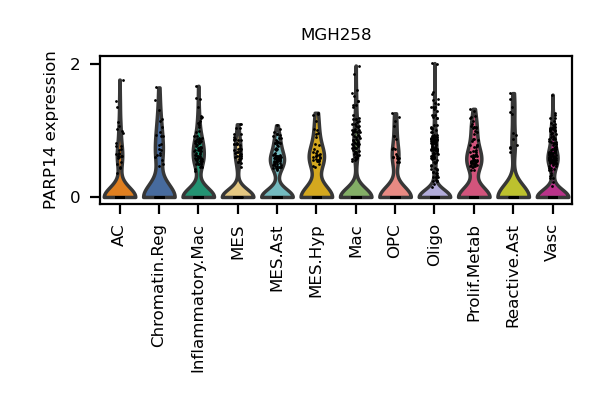 MGH258
PARP14 expression
2
0
AC
Chromatin.Reg
Inflammatory.Mac
MES
MES.Ast
MES.Hyp
Mac
OPC
Oligo
Prolif.Metab
Reactive.Ast
Vasc